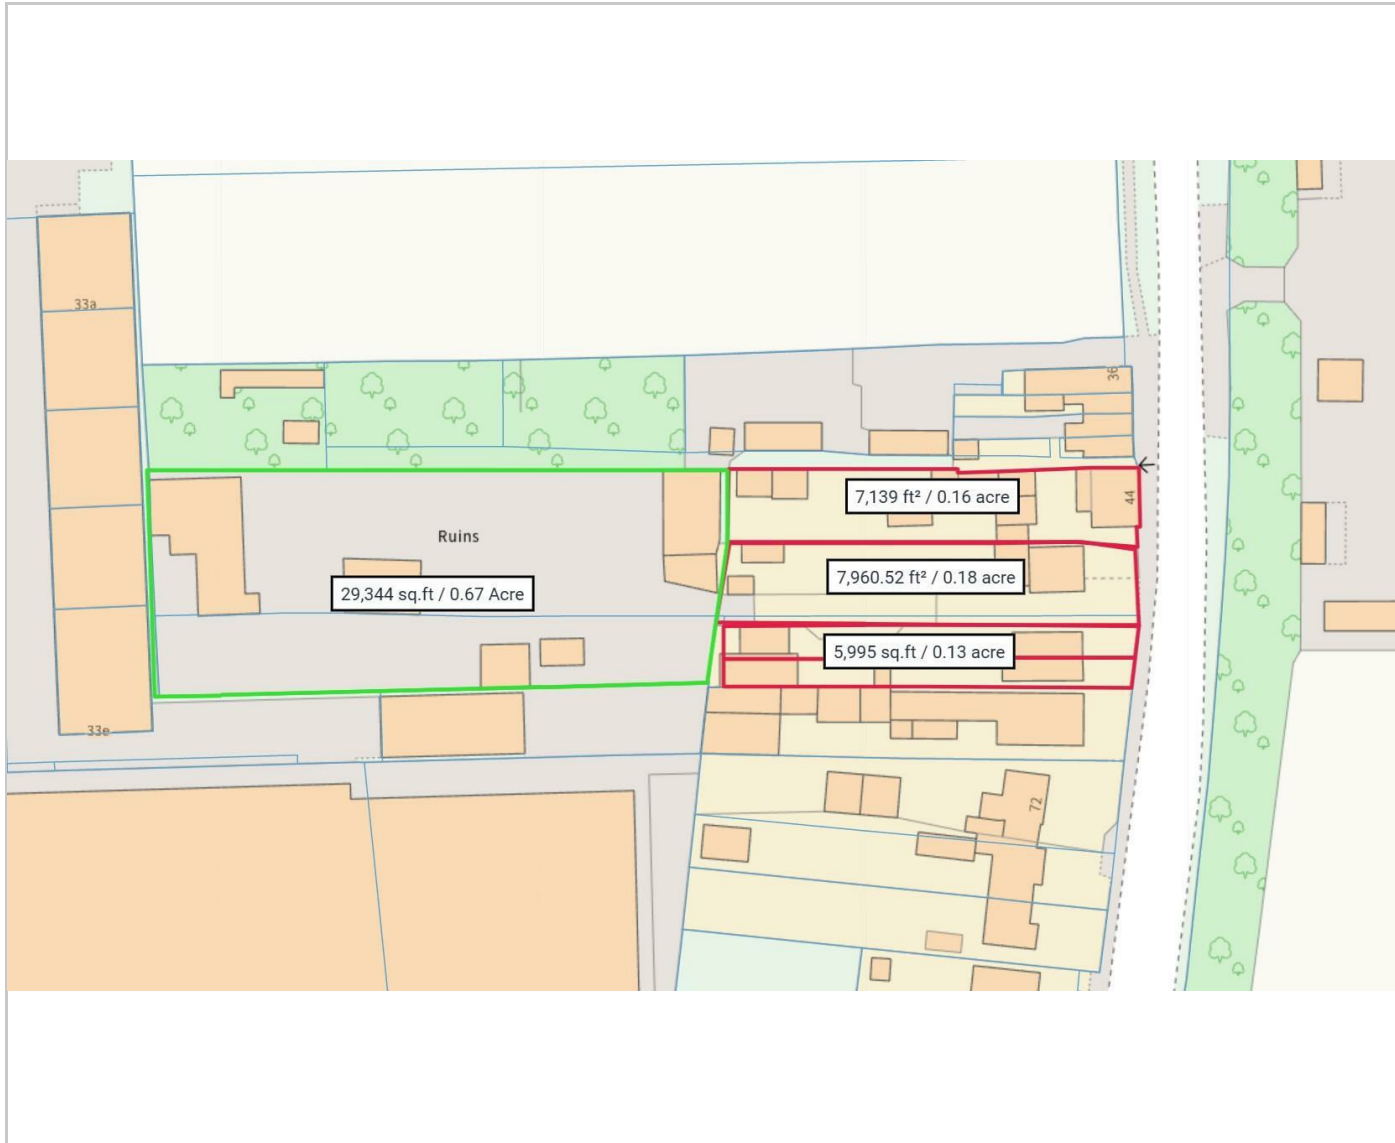 33a
36
44
7,139 ft² / 0.16 acre
Ruins
7,960.52 ft² / 0.18 acre
29,344 sq.ft / 0.67 Acre
5,995 sq.ft / 0.13 acre
33e
72